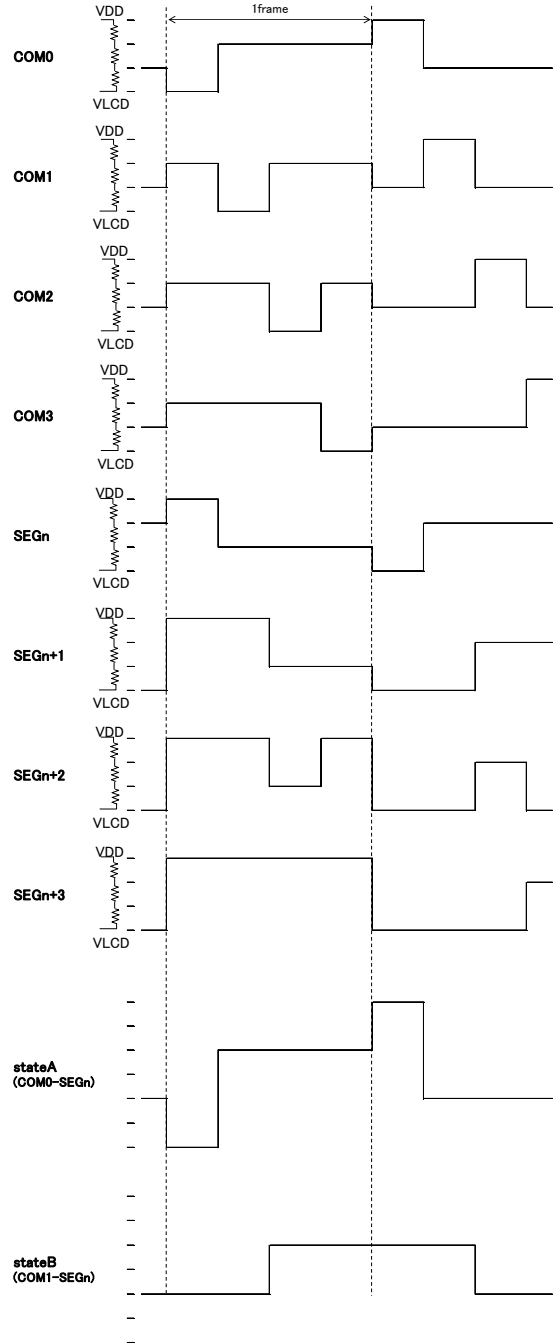 VDD
1frame
COM0
VLCD
VDD
COM1
VLCD
VDD
COM2
VLCD
VDD
COM3
VLCD
VDD
SEGn
VLCD
VDD
SEGn+1
VLCD
VDD
SEGn+2
VLCD
VDD
SEGn+3
VLCD
stateA
(COM0-SEGn)
stateB
(COM1-SEGn)